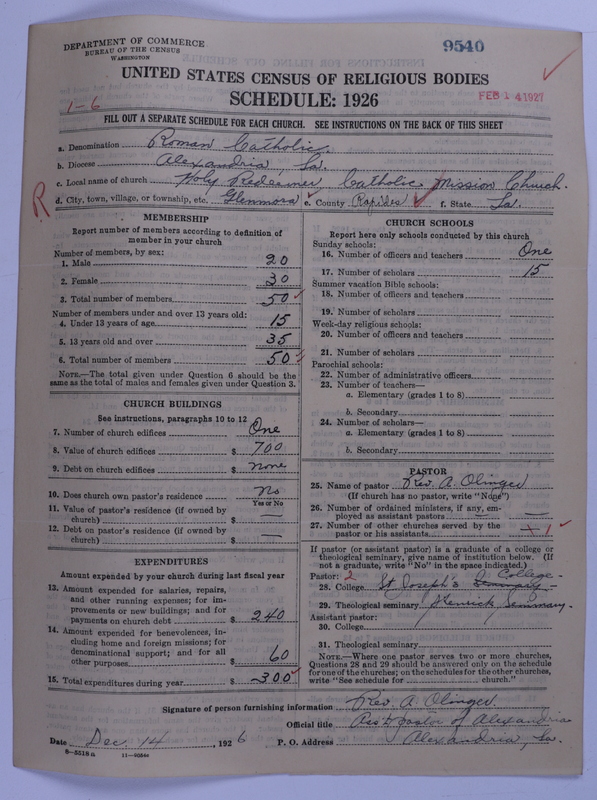 DEPARTMENT OF COMMERCE
BUREAU OF THE CENSUS
WASHINGTON
9540
UNITED STATES CENSUS OF RELIGIOUS BODIES
1-6
SCHEDULE: 1926
FEB 14 1927
FILL OUT A SEPARATE SCHEDULE FOR EACH CHURCH. SEE INSTRUCTIONS ON THE BACK OF THIS SHEET
a. Denomination Roman Catholic
b. Diocese Alexandria, La.
c. Local name of church Holy Redeemer Catholic Mission Church.
R
d. City, town, village, or township, etc. Glenmora e. County Rapides f. State La.
MEMBERSHIP
Report number of members according to definition of member in your church
Number of members, by sex:
1. Male 20
2. Female 30
3. Total number of members 50
Number of members under and over 13 years old:
4. Under 13 years of age 15
5. 13 years old and over 35
6. Total number of members 50
NOTE.—The total given under Question 6 should be the
same as the total of males and females given under Question 3.
CHURCH BUILDINGS
See instructions, paragraphs 10 to 12
7. Number of church edifices One
8. Value of church edifices $ 700
9. Debt on church edifices $ none
10. Does church own pastor's residence No
Yes or No
11. Value of pastor's residence (if owned by
church) $ —
12. Debt on pastor's residence (if owned by
church) $ —
EXPENDITURES
Amount expended by your church during last fiscal year
13. Amount expended for salaries, repairs,
and other running expenses; for im-
provements or new buildings; and for
payments on church debt $ 240
14. Amount expended for benevolences, in-
cluding home and foreign missions; for
denominational support; and for all
other purposes $ 60
15. Total expenditures during year $ 300
CHURCH SCHOOLS
Report here only schools conducted by this church
Sunday schools:
16. Number of officers and teachers One
17. Number of scholars 15
Summer vacation Bible schools:
18. Number of officers and teachers
19. Number of scholars
Week-day religious schools:
20. Number of officers and teachers
21. Number of scholars
Parochial schools:
22. Number of administrative officers
23. Number of teachers—
a. Elementary (grades 1 to 8)
b. Secondary
24. Number of scholars—
a. Elementary (grades 1 to 8)
b. Secondary
PASTOR
25. Name of pastor Rev. A. Olinger
(If church has no pastor, write "None")
26. Number of ordained ministers, if any, em-
ployed as assistant pastors —
27. Number of other churches served by the
pastor or his assistants 1
If pastor (or assistant pastor) is a graduate of a college or
theological seminary, give name of institution below. (If
not a graduate, write "No" in the space indicated.)
Pastor: 2 College
28. College St Joseph's Seminary
29. Theological seminary Kenrick Seminary.
Assistant pastor:
30. College
31. Theological seminary
NOTE.—Where one pastor serves two or more churches,
Questions 28 and 29 should be answered only on the schedule
for one of the churches; on the schedules for the other churches,
write "See schedule for church."
Signature of person furnishing information Rev. A. Olinger.
Official title Ass't pastor of Alexandria
Date Dec. 14, 1926 P. O. Address Alexandria, La.
8—5518 a 11—9054a